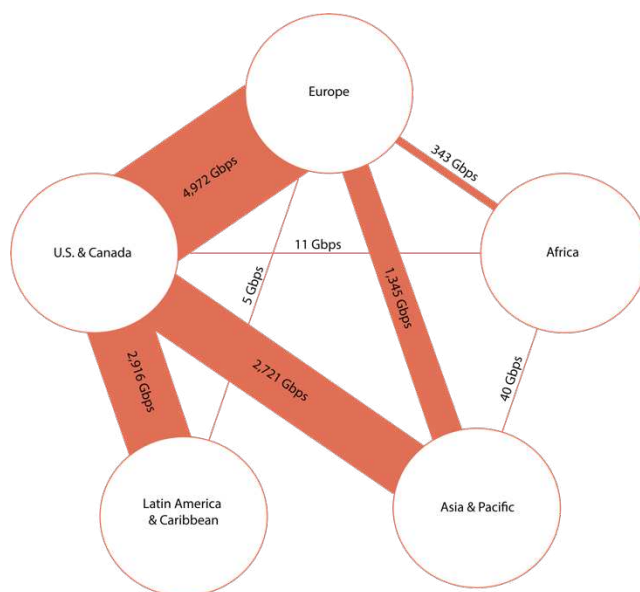 Europe
4,972 Gbps
343 Gbps
U.S. & Canada
11 Gbps
Africa
5 Gbps
1,345 Gbps
2,916 Gbps
2,721 Gbps
40 Gbps
Latin America
& Caribbean
Asia & Pacific